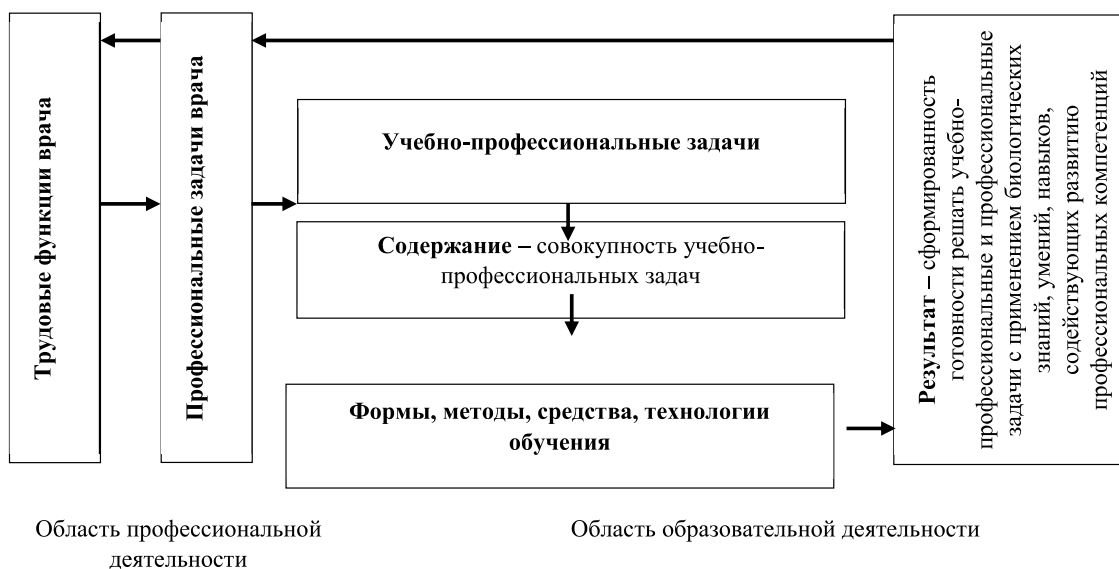 Трудовые функции врача
Профессиональные задачи врача
Учебно-профессиональные задачи
Содержание – совокупность учебно-
профессиональных задач
Формы, методы, средства, технологии
обучения
Результат – сформированность
готовности решать учебно-
профессиональные и профессиональные
задачи с применением биологических
знаний, умений, навыков,
содействующих развитию
профессиональных компетенций
Область профессиональной
деятельности
Область образовательной деятельности